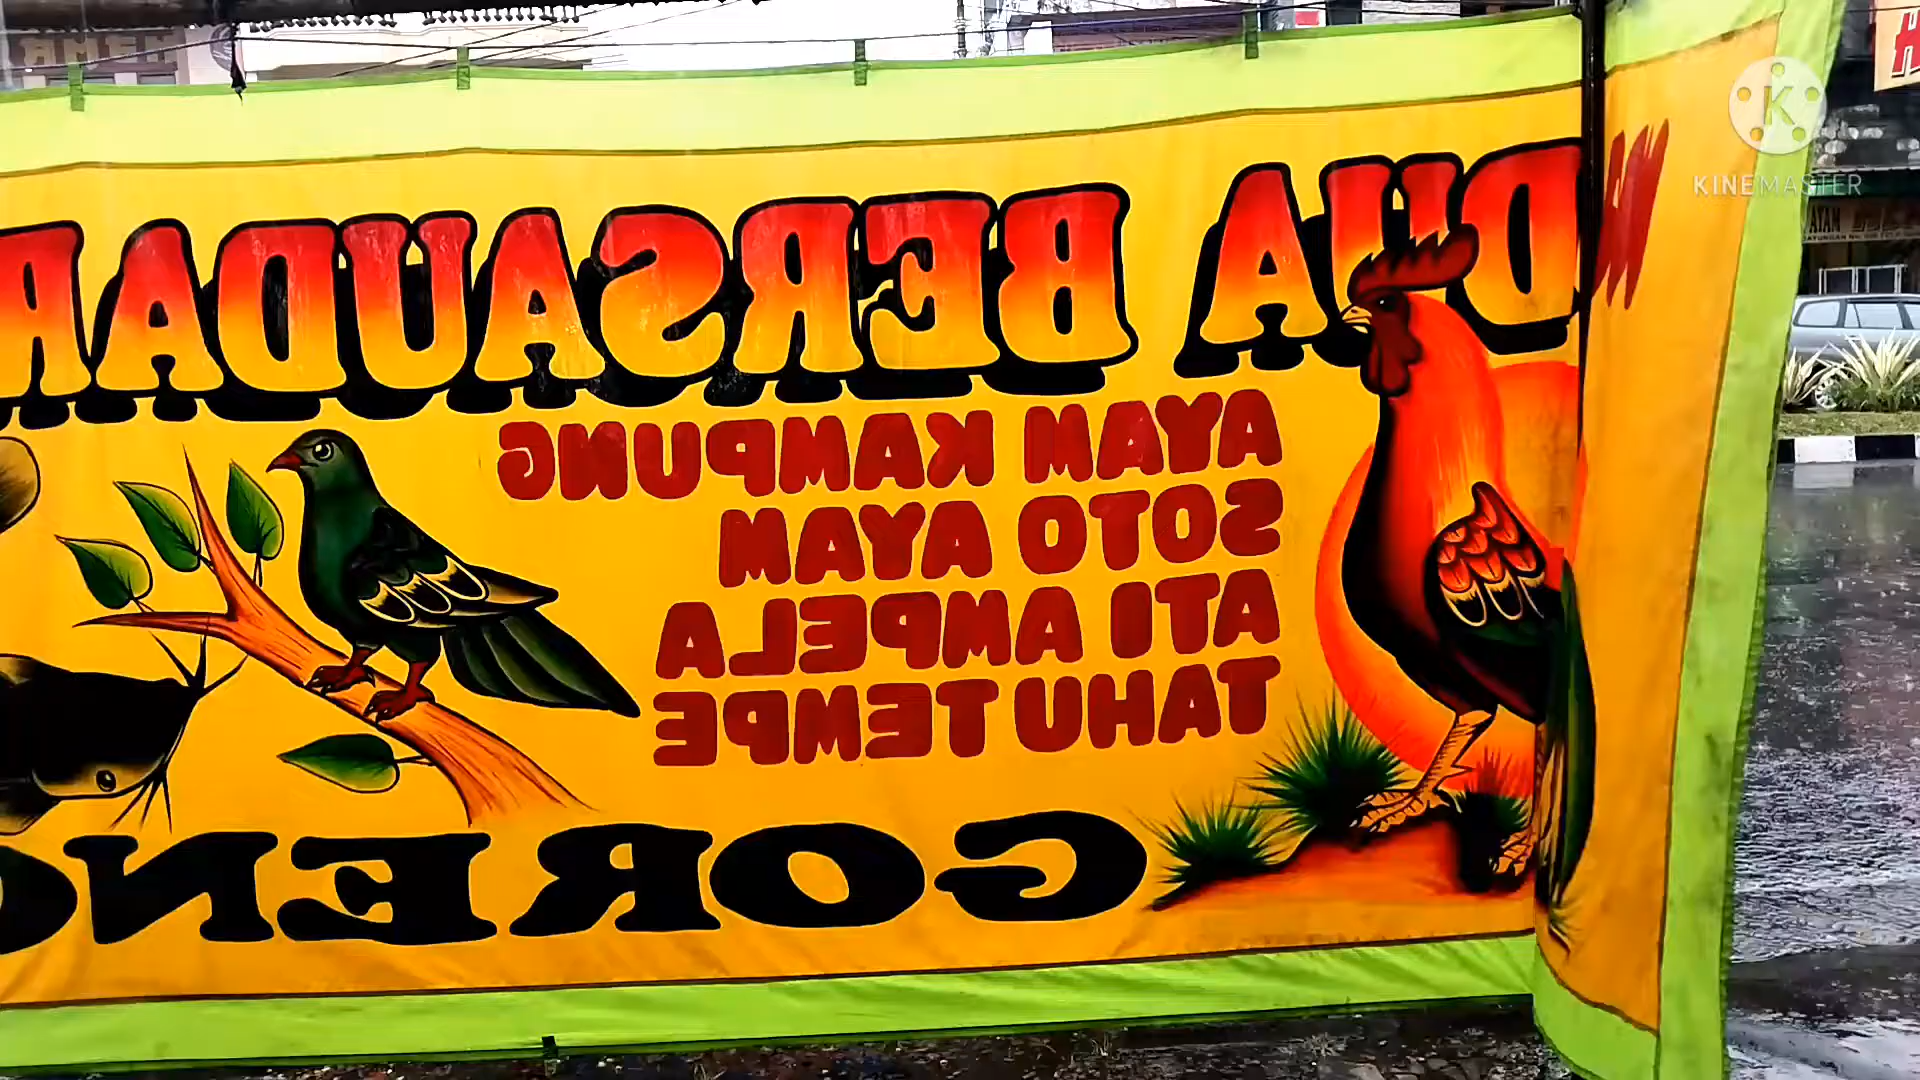 DUA BERSAUDAR
AYAM KAMPUNG
SOTO AYAM
ATI AMPELA
TAHU TEMPE
GORENG
KINEMASTER